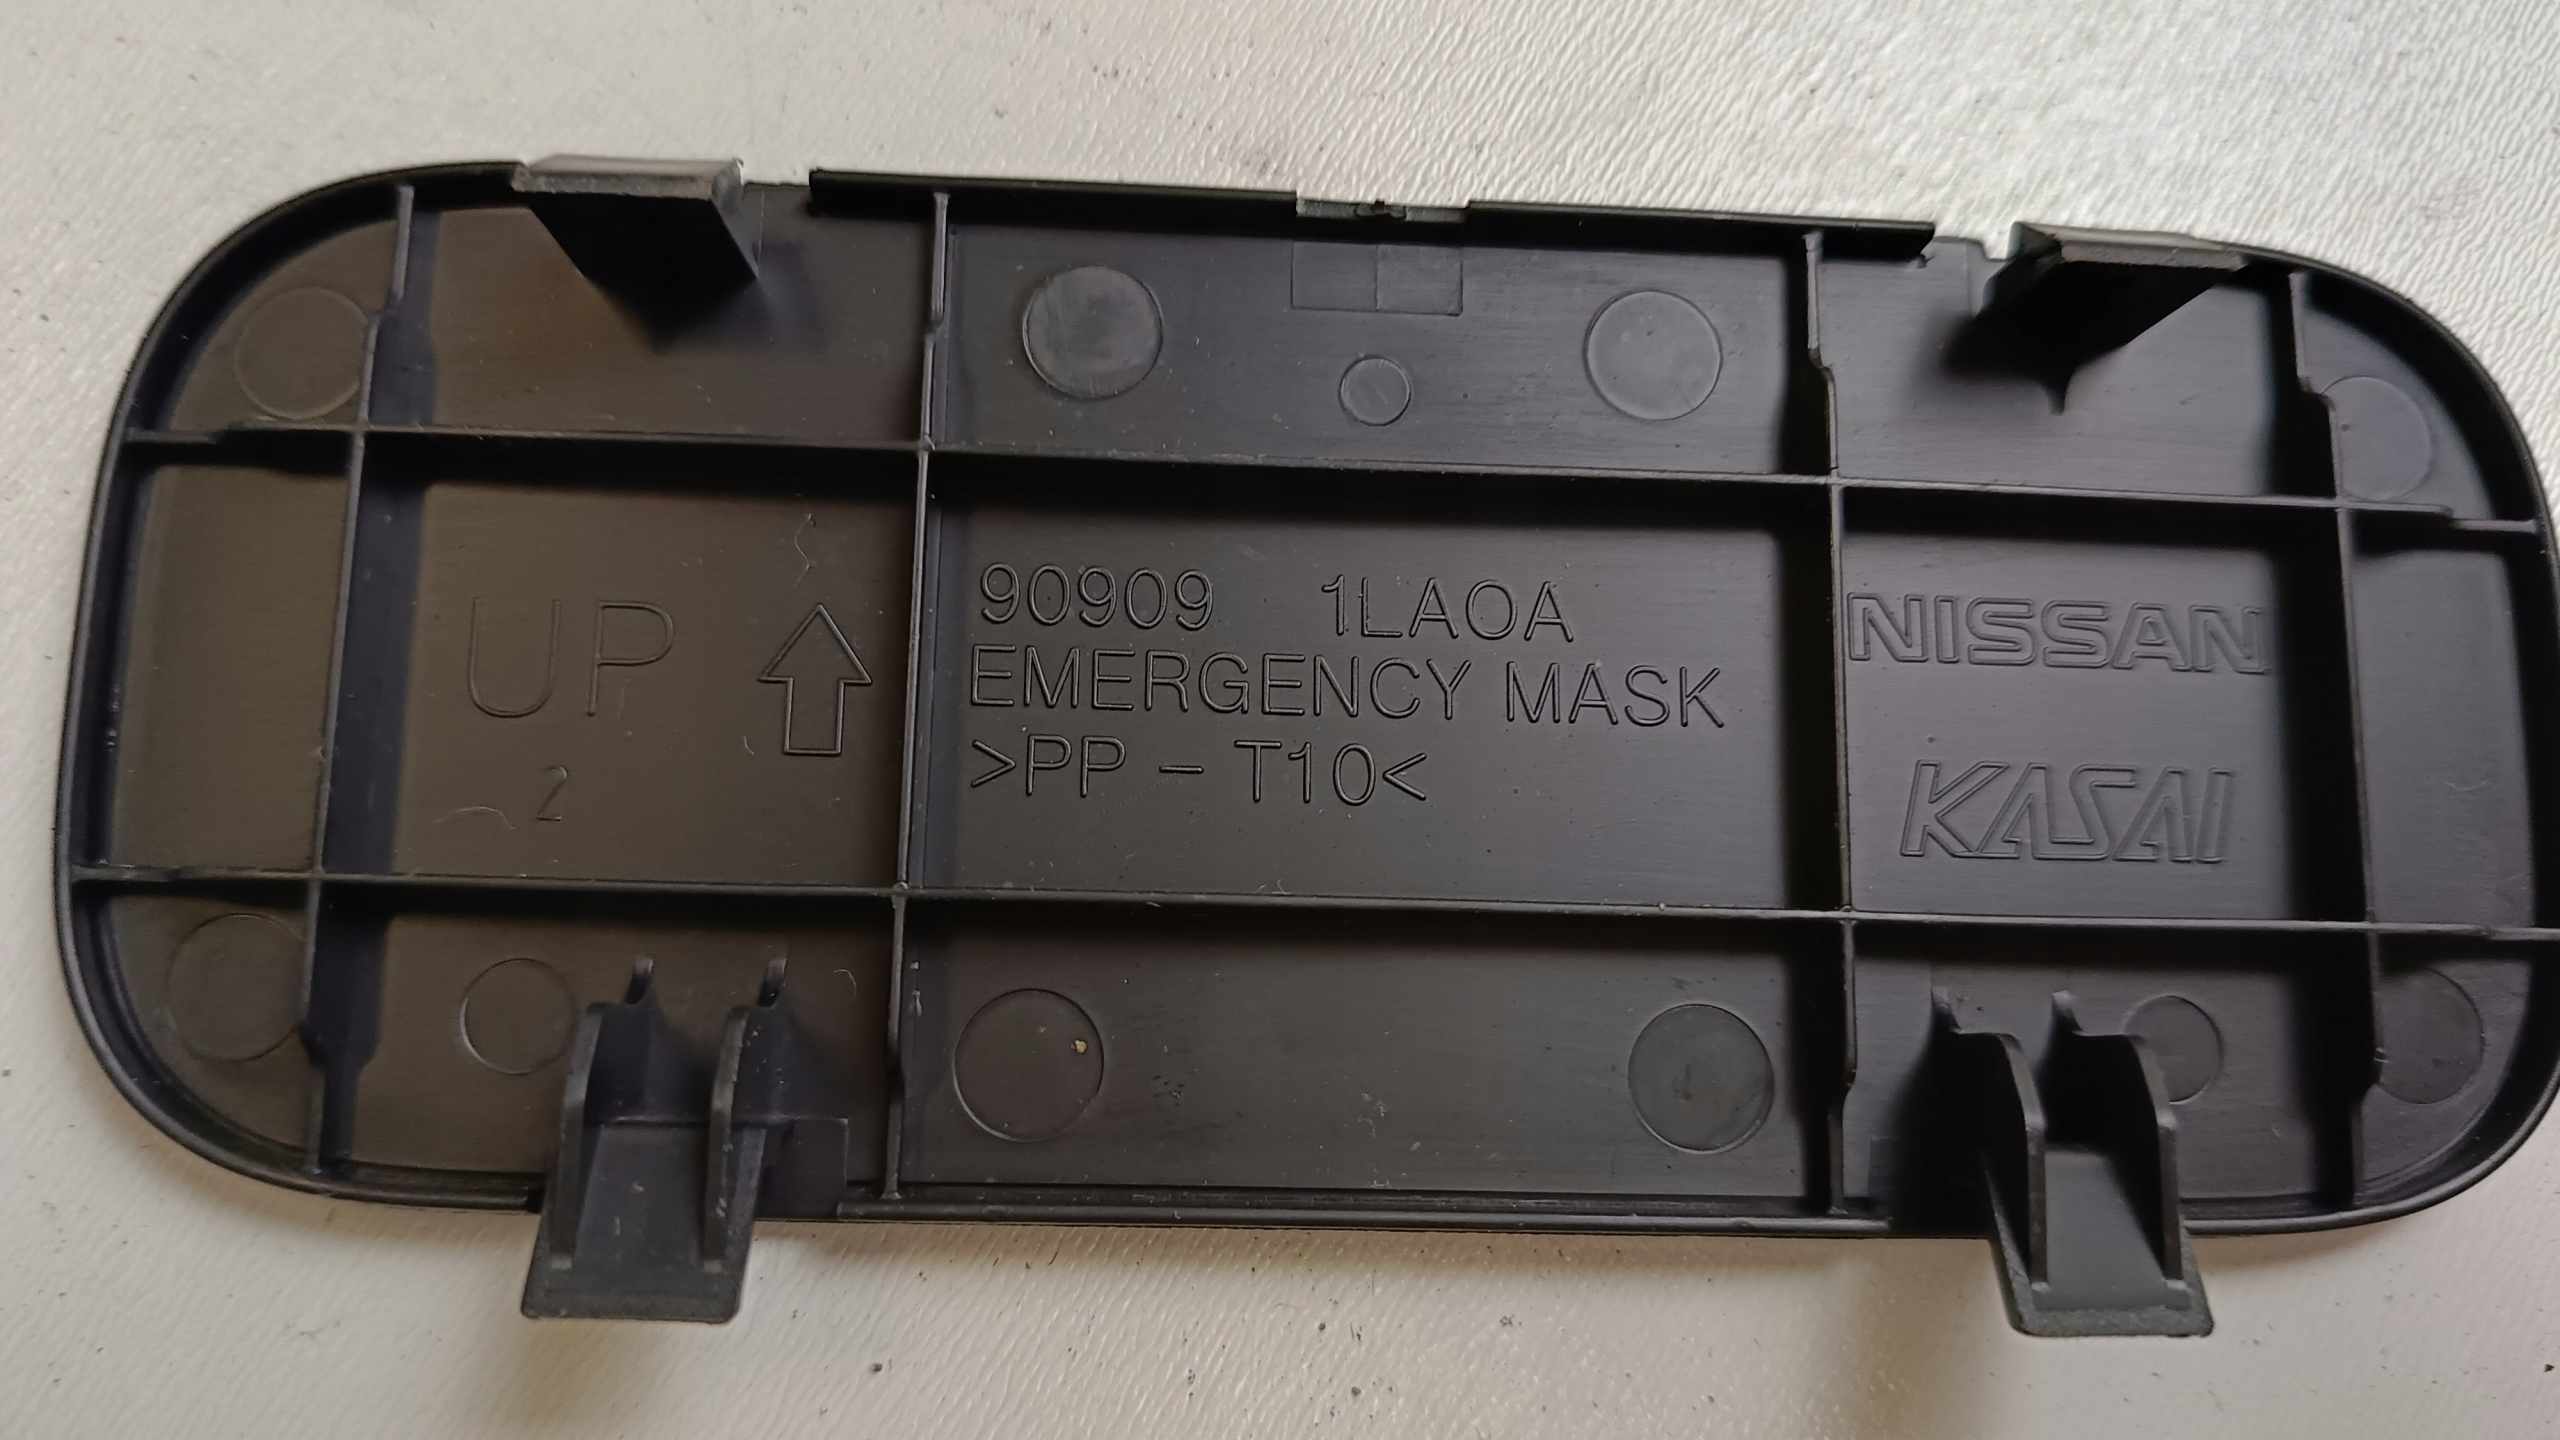 UP
2
90909 1LA0A
EMERGENCY MASK
>PP - T10<
NISSAN
KASAI